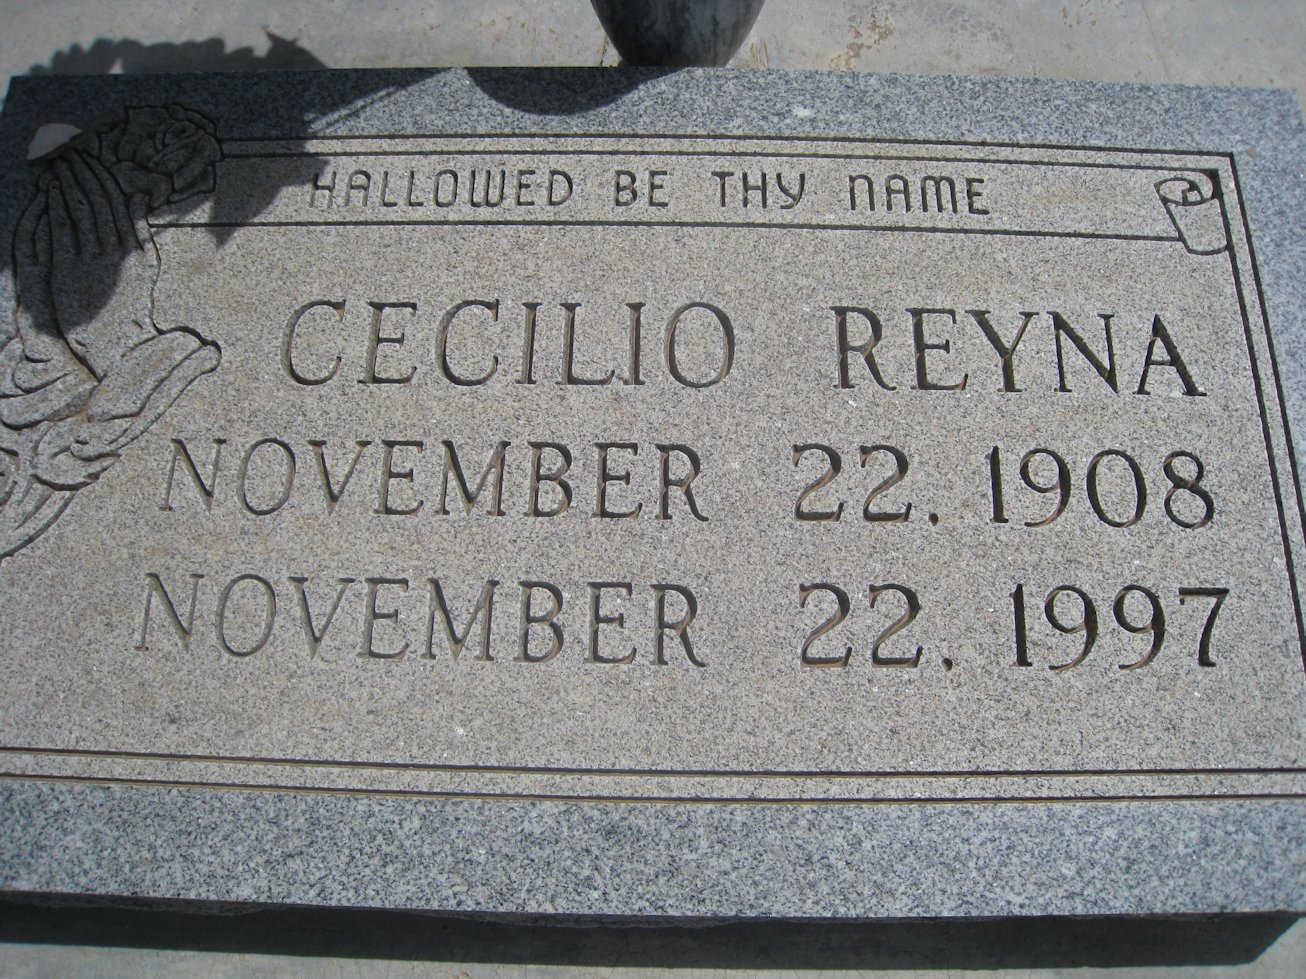 HALLOWED BE THY NAME
CECILIO REYNA
NOVEMBER 22, 1908
NOVEMBER 22, 1997